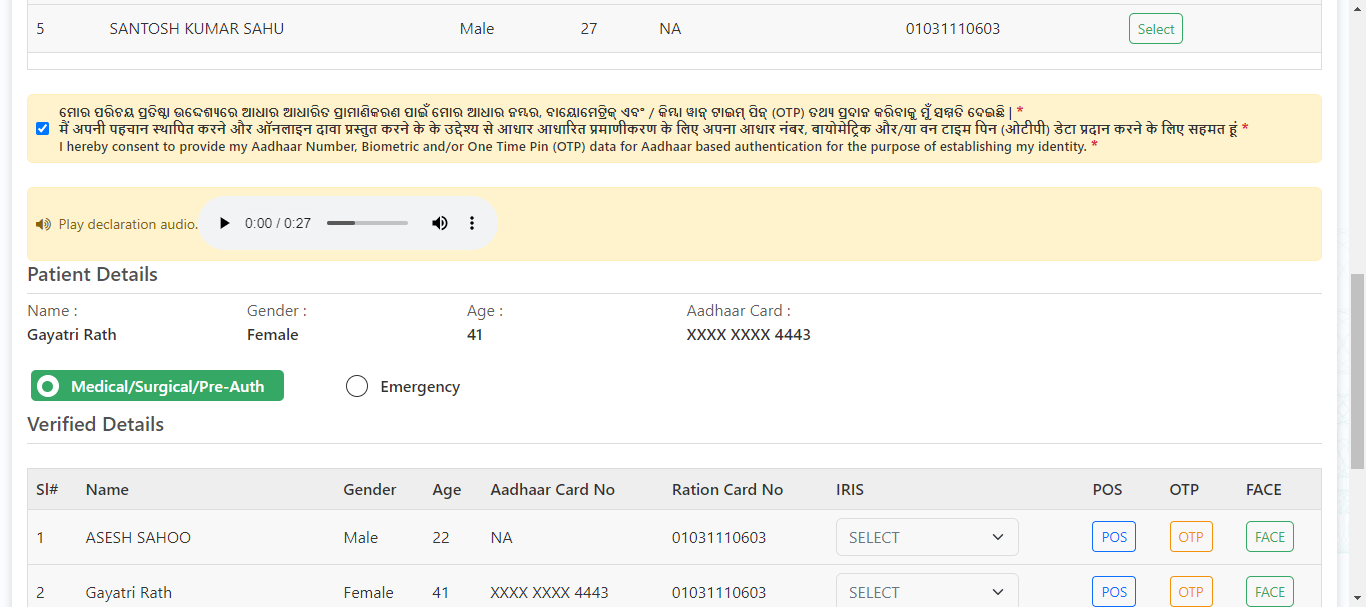 5 SANTOSH KUMAR SAHU Male 27 NA 01031110603 Select
ମୋର ପରିଚୟ ପ୍ରତିଷ୍ଠା ଉଦ୍ଦେଶ୍ୟରେ ଆଧାର ଆଧାରିତ ପ୍ରାମାଣିକରଣ ପାଇଁ ମୋର ଆଧାର ନମ୍ବର, ବାୟୋମେଟ୍ରିକ୍ ଏବଂ / କିମ୍ବା ୱାନ୍ ଟାଇମ୍ ପିନ୍ (OTP) ତଥ୍ୟ ପ୍ରଦାନ କରିବାକୁ ମୁଁ ସମ୍ମତି ଦେଇଛି | *
मैं अपनी पहचान स्थापित करने और ऑनलाइन दावा प्रस्तुत करने के के उद्देश्य से आधार आधारित प्रमाणीकरण के लिए अपना आधार नंबर, बायोमेट्रिक और/या वन टाइम पिन (ओटीपी) डेटा प्रदान करने के लिए सहमत हूं *
I hereby consent to provide my Aadhaar Number, Biometric and/or One Time Pin (OTP) data for Aadhaar based authentication for the purpose of establishing my identity. *
Play declaration audio. 0:00 / 0:27
Patient Details
Name : Gender : Age : Aadhaar Card :
Gayatri Rath Female 41 XXXX XXXX 4443
Medical/Surgical/Pre-Auth Emergency
Verified Details
Sl# Name Gender Age Aadhaar Card No Ration Card No IRIS POS OTP FACE
1 ASESH SAHOO Male 22 NA 01031110603 SELECT POS OTP FACE
2 Gayatri Rath Female 41 XXXX XXXX 4443 01031110603 SELECT POS OTP FACE